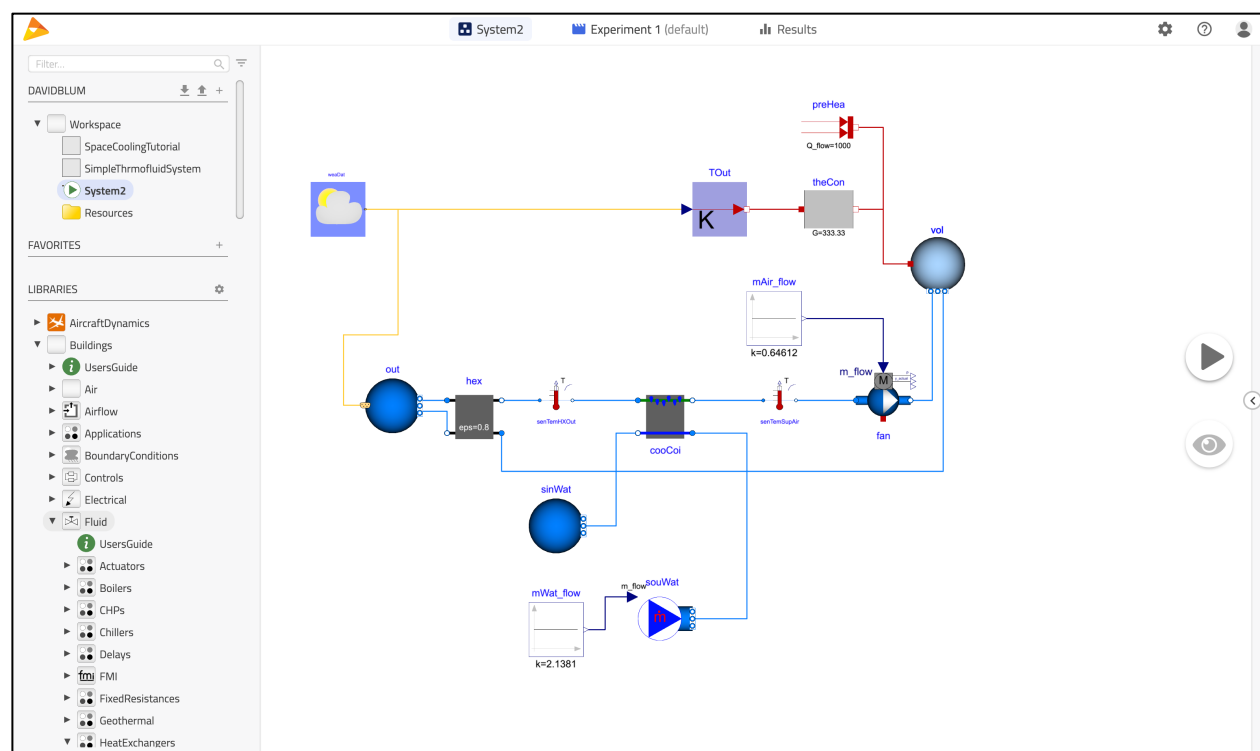 System2
Experiment 1 (default)
Results
Filter...
DAVIDBLUM
Workspace
SpaceCoolingTutorial
SimpleThrmofluidSystem
System2
Resources
FAVORITES
LIBRARIES
AircraftDynamics
Buildings
UsersGuide
Air
Airflow
Applications
BoundaryConditions
Controls
Electrical
Fluid
UsersGuide
Actuators
Boilers
CHPs
Chillers
Delays
fmi FMI
FixedResistances
Geothermal
HeatExchangers
preHea
Q_flow=1000
weaDat
TOut
K
theCon
G=333.33
vol
mAir_flow
k=0.64612
out
hex
eps=0.8
T
senTemHXOut
cooCoi
T
senTemSupAir
m_flow
M
fan
sinWat
mWat_flow
k=2.1381
m_flow
souWat
ṁ